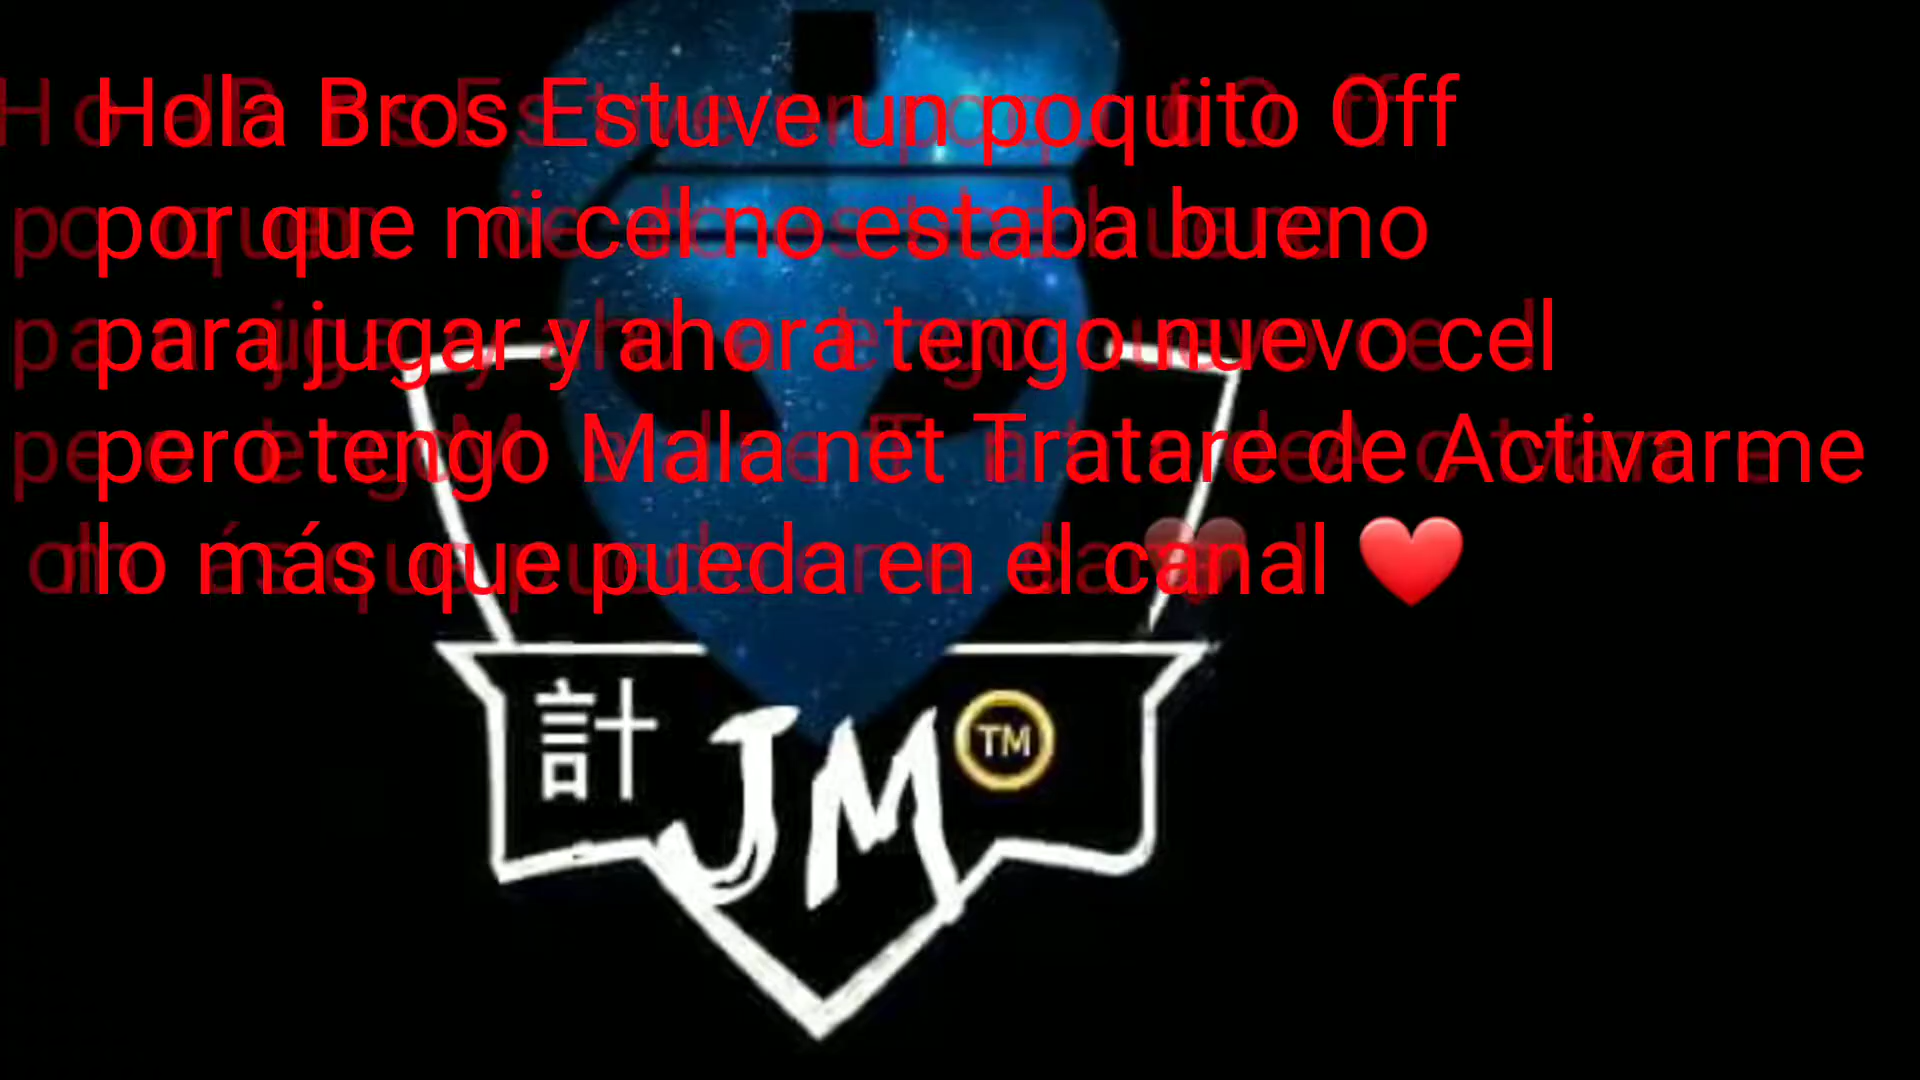 Hola Bros Estuve un poquito Off
por que mi cel no estaba bueno
para jugar y ahora tengo nuevo cel
pero tengo Mala net Tratare de Activarme
lo más que pueda en el canal ❤️
計 JM TM